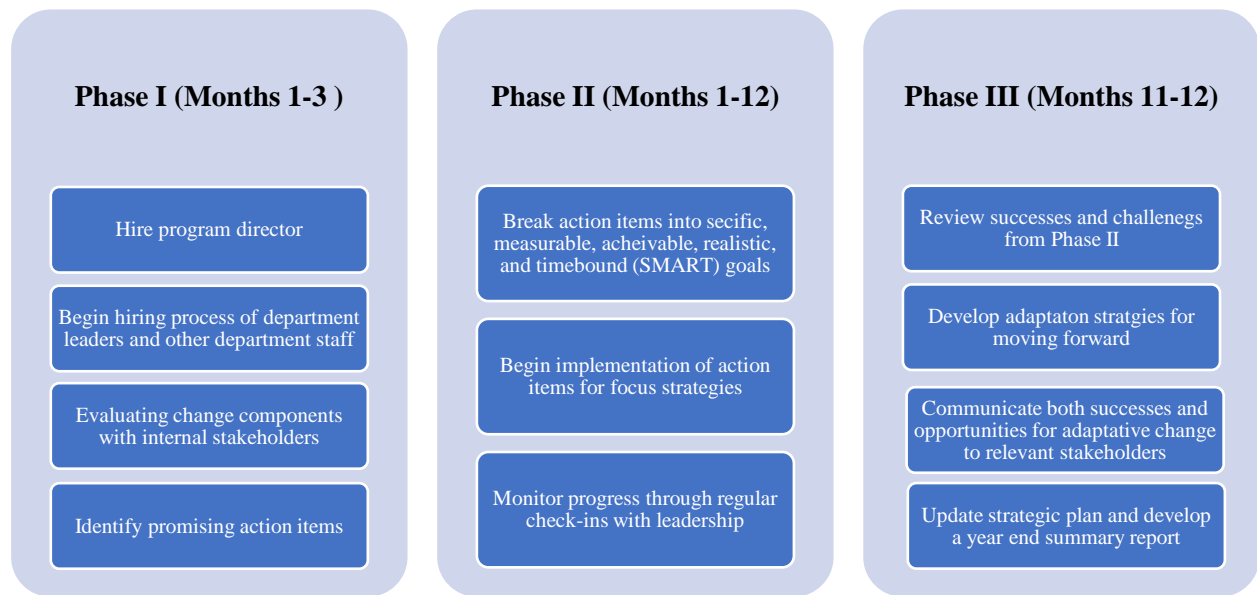 Phase I (Months 1-3 )
Hire program director
Begin hiring process of department
leaders and other department staff
Evaluating change components
with internal stakeholders
Identify promising action items
Phase II (Months 1-12)
Break action items into secific,
measurable, acheivable, realistic,
and timebound (SMART) goals
Begin implementation of action
items for focus strategies
Monitor progress through regular
check-ins with leadership
Phase III (Months 11-12)
Review successes and challenegs
from Phase II
Develop adaptaton stratgies for
moving forward
Communicate both successes and
opportunities for adaptative change
to relevant stakeholders
Update strategic plan and develop
a year end summary report